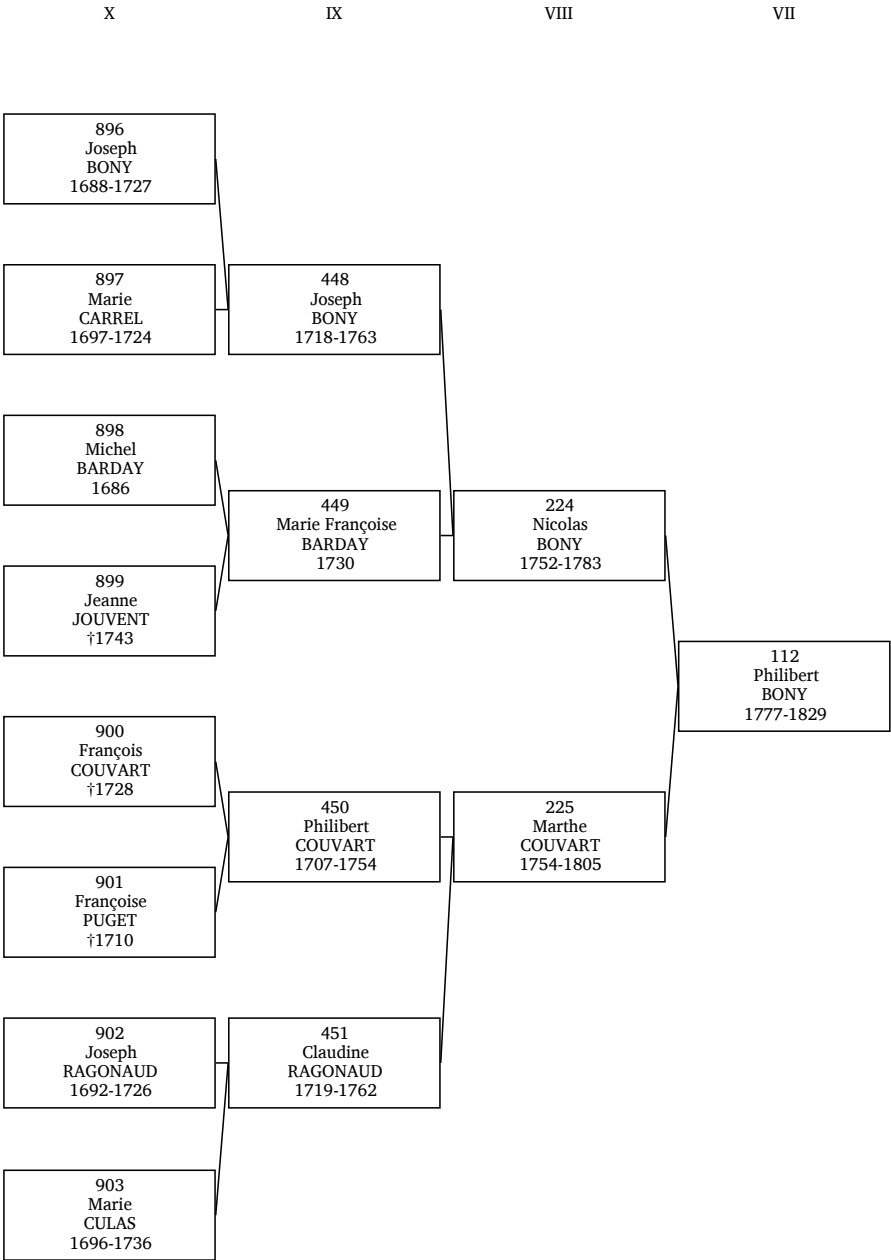 X IX VIII VII
896
Joseph
BONY
1688-1727
897
Marie
CARREL
1697-1724
448
Joseph
BONY
1718-1763
898
Michel
BARDAY
1686
449
Marie Françoise
BARDAY
1730
224
Nicolas
BONY
1752-1783
899
Jeanne
JOUVENT
†1743
112
Philibert
BONY
1777-1829
900
François
COUVART
†1728
450
Philibert
COUVART
1707-1754
225
Marthe
COUVART
1754-1805
901
Françoise
PUGET
†1710
902
Joseph
RAGONAUD
1692-1726
451
Claudine
RAGONAUD
1719-1762
903
Marie
CULAS
1696-1736